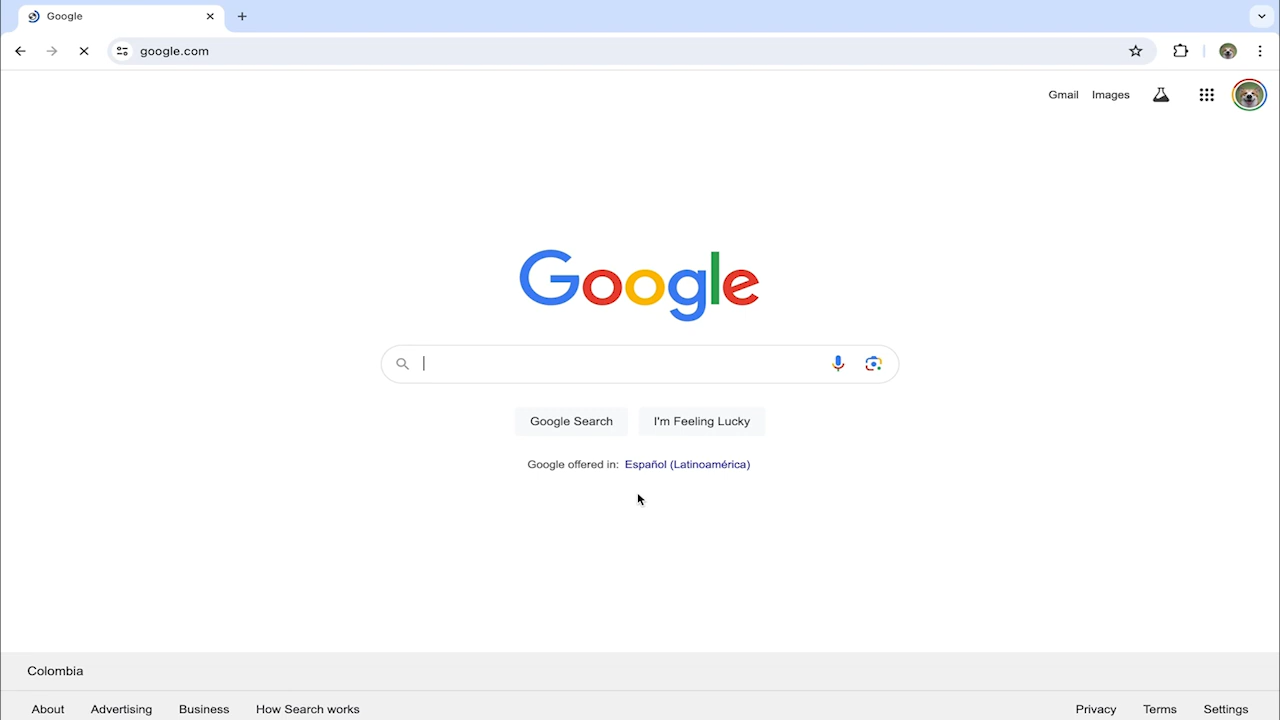 Google
google.com
Gmail Images
Google
Google Search I'm Feeling Lucky
Google offered in: Español (Latinoamérica)
Colombia
About Advertising Business How Search works Privacy Terms Settings